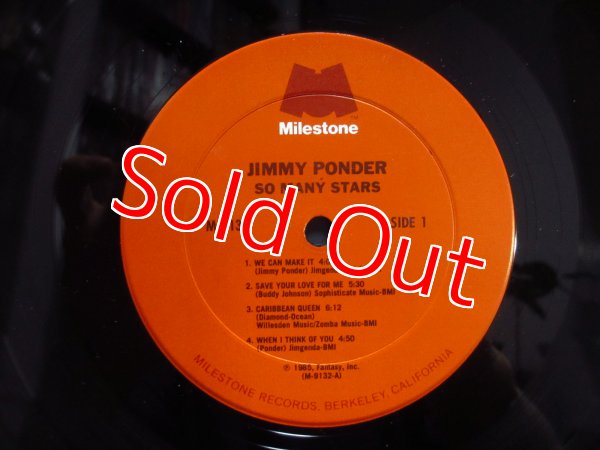 Milestone
TM
JIMMY PONDER
SO MANY STARS
SIDE 1
Sold Out
1. WE CAN MAKE IT
(Jimmy Ponder)
2. SAVE YOUR LOVE FOR ME 5:30
(Buddy Johnson) Sophisticate Music-BMI
3. CARIBBEAN QUEEN 6:12
(Diamond-Ocean)
Willesden Music/Zomba Music-BMI
4. WHEN I THINK OF YOU 4:50
(Ponder) Jimgenda-BMI
℗ 1985, Fantasy, Inc.
(M-9132-A)
MILESTONE RECORDS, BERKELEY, CALIFORNIA